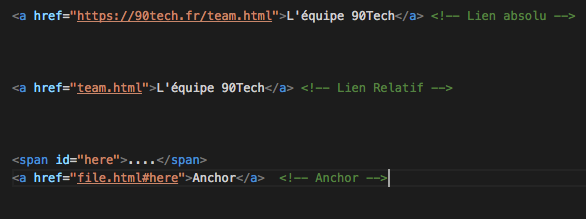 <a href="https://90tech.fr/team.html">L'équipe 90Tech</a> <!-- Lien absolu -->
<a href="team.html">L'équipe 90Tech</a> <!-- Lien Relatif -->
<span id="here">....</span>
<a href="file.html#here">Anchor</a>  <!-- Anchor -->